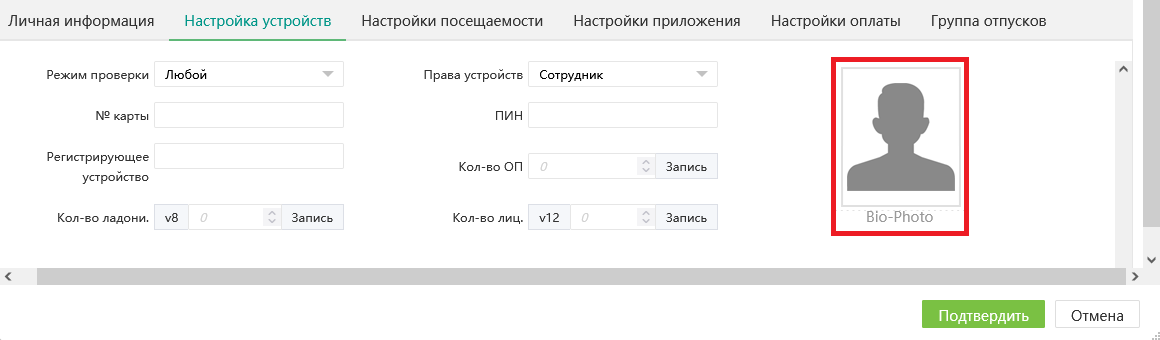 Личная информация Настройка устройств Настройки посещаемости Настройки приложения Настройки оплаты Группа отпусков
Режим проверки Любой Права устройств Сотрудник
№ карты ПИН
Регистрирующее устройство Кол-во ОП 0 Запись
Кол-во ладони. v8 0 Запись Кол-во лиц. v12 0 Запись
Bio-Photo
Подтвердить Отмена